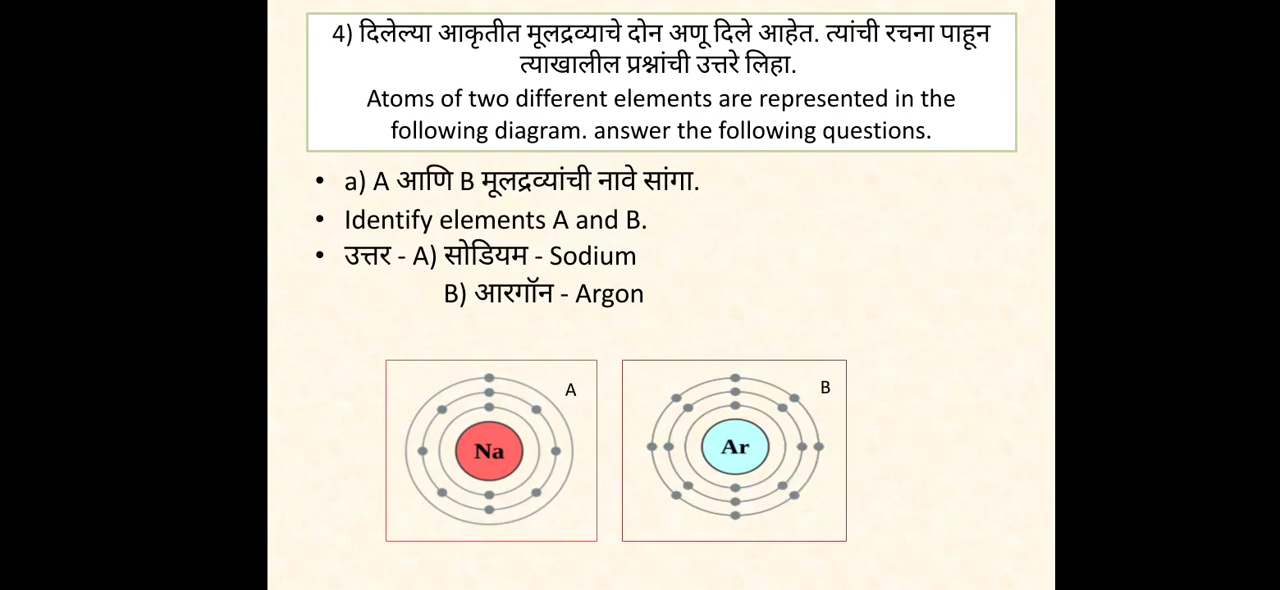 4) दिलेल्या आकृतीत मूलद्रव्याचे दोन अणू दिले आहेत. त्यांची रचना पाहून
त्याखालील प्रश्नांची उत्तरे लिहा.
Atoms of two different elements are represented in the
following diagram. answer the following questions.
• a) A आणि B मूलद्रव्यांची नावे सांगा.
• Identify elements A and B.
• उत्तर - A) सोडियम - Sodium
B) आरगॉन - Argon
A
Na
B
Ar